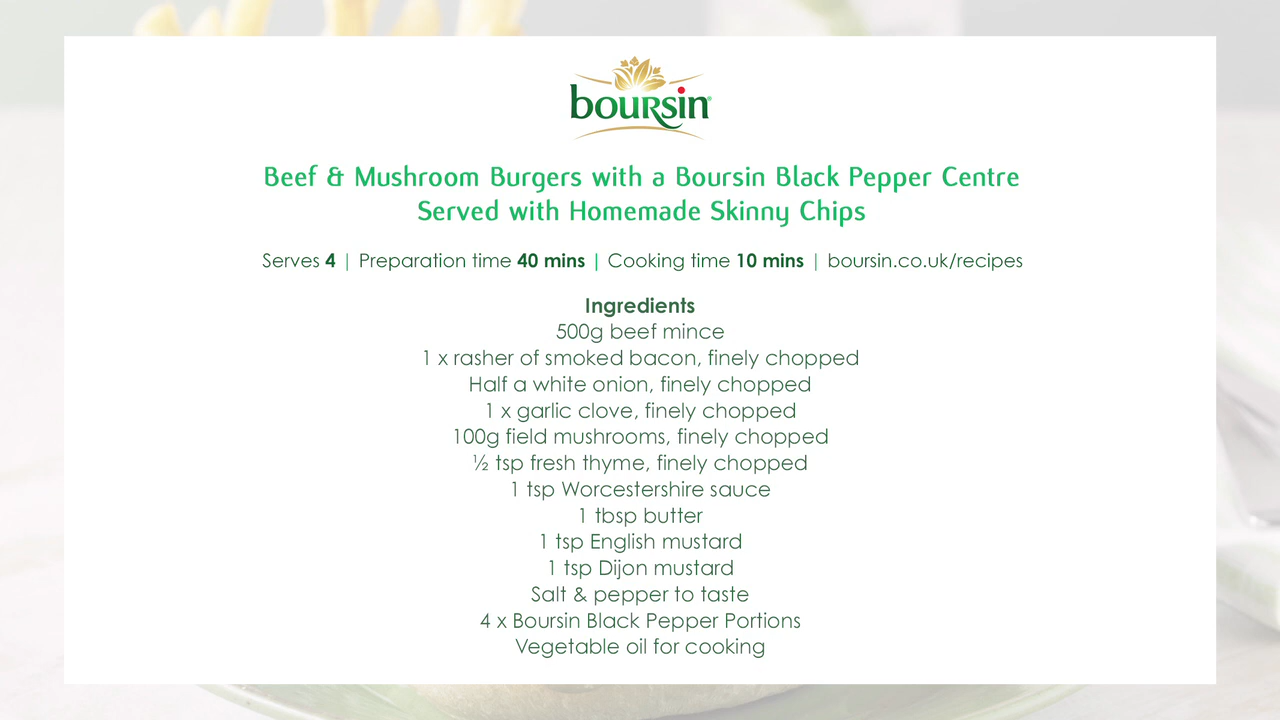 boursin
Beef & Mushroom Burgers with a Boursin Black Pepper Centre
Served with Homemade Skinny Chips
Serves 4 | Preparation time 40 mins | Cooking time 10 mins | boursin.co.uk/recipes
Ingredients
500g beef mince
1 x rasher of smoked bacon, finely chopped
Half a white onion, finely chopped
1 x garlic clove, finely chopped
100g field mushrooms, finely chopped
½ tsp fresh thyme, finely chopped
1 tsp Worcestershire sauce
1 tbsp butter
1 tsp English mustard
1 tsp Dijon mustard
Salt & pepper to taste
4 x Boursin Black Pepper Portions
Vegetable oil for cooking